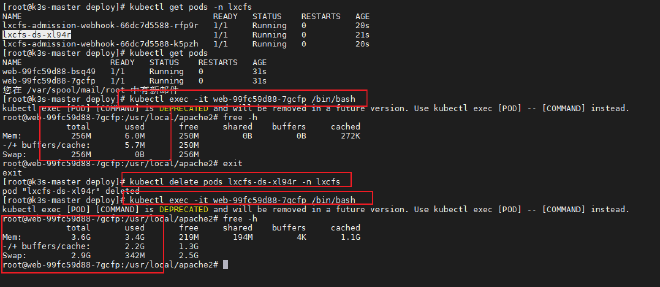 [root@k3s-master deploy]# kubectl get pods -n lxcfs
NAME READY STATUS RESTARTS AGE
lxcfs-admission-webhook-66dc7d5588-rfp9r 1/1 Running 0 20s
lxcfs-ds-xl94r 1/1 Running 0 21s
lxcfs-admission-webhook-66dc7d5588-k5pzh 1/1 Running 0 20s
[root@k3s-master deploy]# kubectl get pods
NAME READY STATUS RESTARTS AGE
web-99fc59d88-bsq49 1/1 Running 0 31s
web-99fc59d88-7gcfp 1/1 Running 0 31s
您在 /var/spool/mail/root 中有新邮件
[root@k3s-master deploy]# kubectl exec -it web-99fc59d88-7gcfp /bin/bash
kubectl exec [POD] [COMMAND] is DEPRECATED and will be removed in a future version. Use kubectl exec [POD] -- [COMMAND] instead.
root@web-99fc59d88-7gcfp:/usr/local/apache2# free -h
total used free shared buffers cached
Mem: 256M 6.0M 250M 0B 0B 272K
-/+ buffers/cache: 5.7M 250M
Swap: 256M 0B 256M
root@web-99fc59d88-7gcfp:/usr/local/apache2# exit
exit
[root@k3s-master deploy]# kubectl delete pods lxcfs-ds-xl94r -n lxcfs
pod "lxcfs-ds-xl94r" deleted
[root@k3s-master deploy]# kubectl exec -it web-99fc59d88-7gcfp /bin/bash
kubectl exec [POD] [COMMAND] is DEPRECATED and will be removed in a future version. Use kubectl exec [POD] -- [COMMAND] instead.
root@web-99fc59d88-7gcfp:/usr/local/apache2# free -h
total used free shared buffers cached
Mem: 3.6G 3.4G 219M 194M 4K 1.1G
-/+ buffers/cache: 2.2G 1.3G
Swap: 2.9G 342M 2.5G
root@web-99fc59d88-7gcfp:/usr/local/apache2#